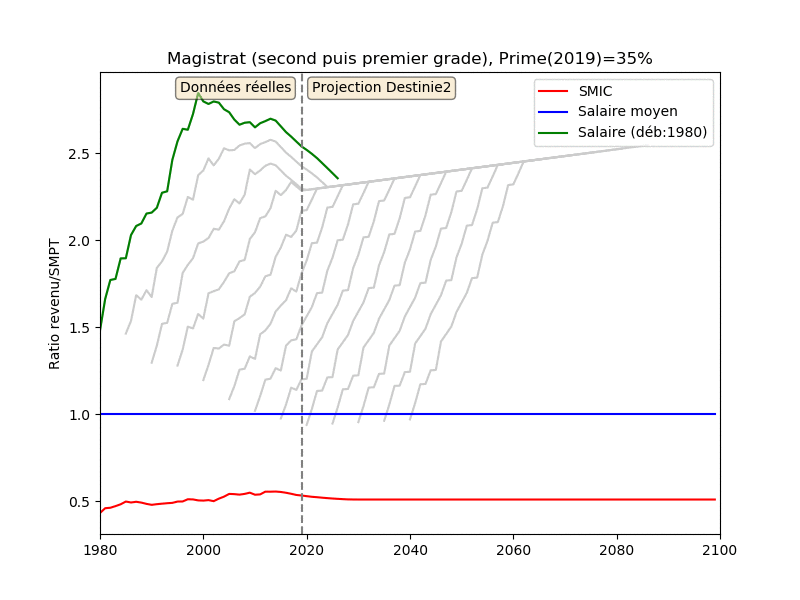 Magistrat (second puis premier grade), Prime(2019)=35%
Données réelles
Projection Destinie2
SMIC
Salaire moyen
Salaire (déb:1980)
Ratio revenu/SMPT
2.5
2.0
1.5
1.0
0.5
1980
2000
2020
2040
2060
2080
2100